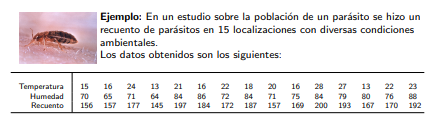 Ejemplo: En un estudio sobre la población de un parásito se hizo un
recuento de parásitos en 15 localizaciones con diversas condiciones
ambientales.
Los datos obtenidos son los siguientes:
Temperatura 15 16 24 13 21 16 22 18 20 16 28 27 13 22 23
Humedad 70 65 71 64 84 86 72 84 71 75 84 79 80 76 88
Recuento 156 157 177 145 197 184 172 187 157 169 200 193 167 170 192